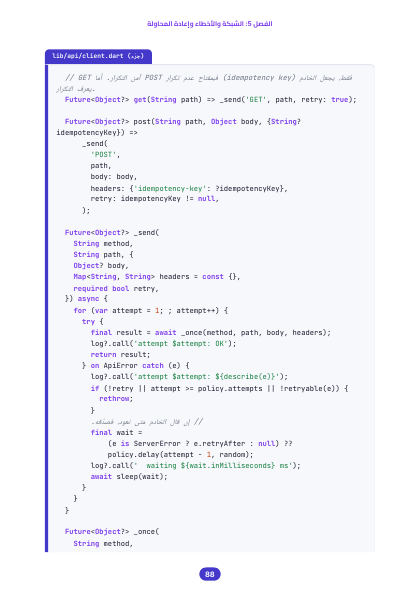 الفصل 5: الشبكة والأخطاء وإعادة المحاولة
lib/api/client.dart (جزء)
// GET آمن التكرار. أما POST فيحتاج عدم تكرار (idempotency key) فقط، يجعل الخادم
يعرف التكرار.
Future<Object?> get(String path) => _send('GET', path, retry: true);
Future<Object?> post(String path, Object body, {String?
idempotencyKey}) =>
_send(
'POST',
path,
body: body,
headers: {'idempotency-key': ?idempotencyKey},
retry: idempotencyKey != null,
);
Future<Object?> _send(
String method,
String path, {
Object? body,
Map<String, String> headers = const {},
required bool retry,
}) async {
for (var attempt = 1; ; attempt++) {
try {
final result = await _once(method, path, body, headers);
log?.call('attempt $attempt: OK');
return result;
} on ApiError catch (e) {
log?.call('attempt $attempt: ${describe(e)}');
if (!retry || attempt >= policy.attempts || !retryable(e)) {
rethrow;
}
// إن قال الخادم متى نعود، فصدقه.
final wait =
(e is ServerError ? e.retryAfter : null) ??
policy.delay(attempt - 1, random);
log?.call('  waiting ${wait.inMilliseconds} ms');
await sleep(wait);
}
}
}
Future<Object?> _once(
String method,
88